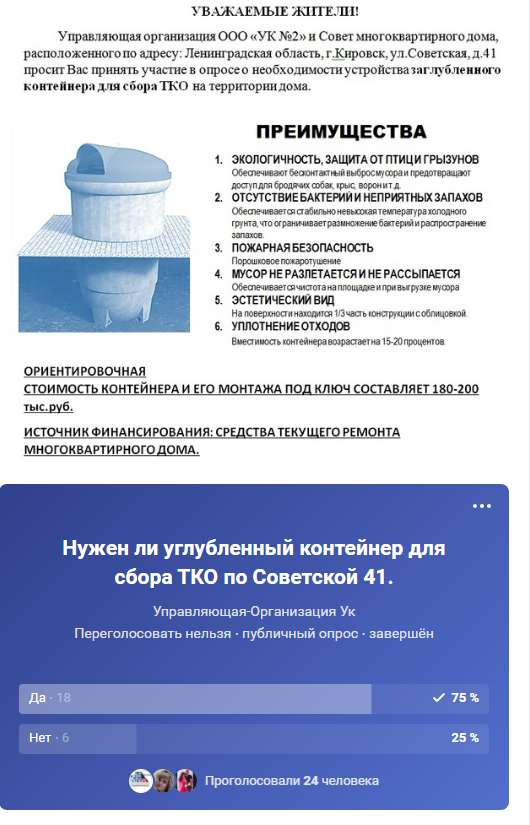 УВАЖАЕМЫЕ ЖИТЕЛИ!
Управляющая организация ООО «УК №2» и Совет многоквартирного дома,
расположенного по адресу: Ленинградская область, г.Кировск, ул.Советская, д.41
просит Вас принять участие в опросе о необходимости устройства заглубленного
контейнера для сбора ТКО на территории дома.
ПРЕИМУЩЕСТВА
1. ЭКОЛОГИЧНОСТЬ, ЗАЩИТА ОТ ПТИЦ И ГРЫЗУНОВ
Обеспечивают бесконтактный выброс мусора и предотвращают
доступ для бродячих собак, крыс, ворон и т.д.
2. ОТСУТСТВИЕ БАКТЕРИЙ И НЕПРИЯТНЫХ ЗАПАХОВ
Обеспечивается стабильно невысокая температура холодного
грунта, что ограничивает размножение бактерий и распространение
запахов.
3. ПОЖАРНАЯ БЕЗОПАСНОСТЬ
Порошковое пожаротушение
4. МУСОР НЕ РАЗЛЕТАЕТСЯ И НЕ РАССЫПАЕТСЯ
Обеспечивается чистота на площадке и при выгрузке мусора
5. ЭСТЕТИЧЕСКИЙ ВИД
На поверхности находится 1/3 часть конструкции с облицовкой.
6. УПЛОТНЕНИЕ ОТХОДОВ
Вместимость контейнера возрастает на 15-20 процентов.
ОРИЕНТИРОВОЧНАЯ
СТОИМОСТЬ КОНТЕЙНЕРА И ЕГО МОНТАЖА ПОД КЛЮЧ СОСТАВЛЯЕТ 180-200
тыс.руб.
ИСТОЧНИК ФИНАНСИРОВАНИЯ: СРЕДСТВА ТЕКУЩЕГО РЕМОНТА
МНОГОКВАРТИРНОГО ДОМА.
Нужен ли углубленный контейнер для
сбора ТКО по Советской 41.
Управляющая-Организация Ук
Переголосовать нельзя · публичный опрос · завершён
Да · 18 75 %
Нет · 6 25 %
Проголосовали 24 человека